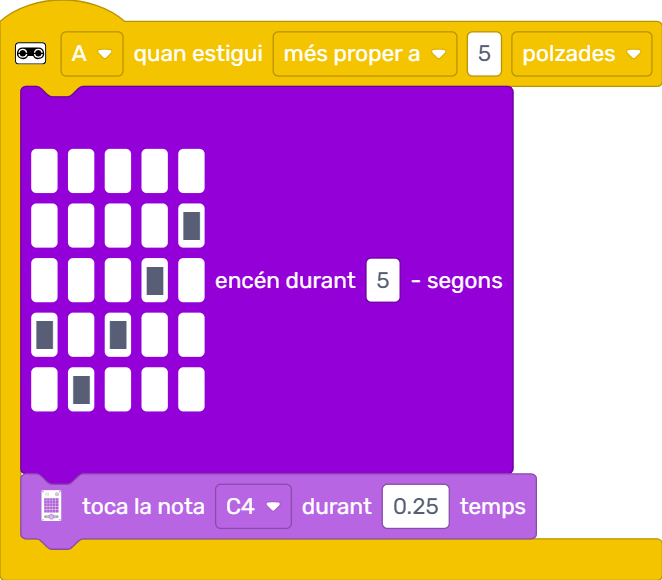 A quan estigui més proper a 5 polzades
encén durant 5 - segons
toca la nota C4 durant 0.25 temps